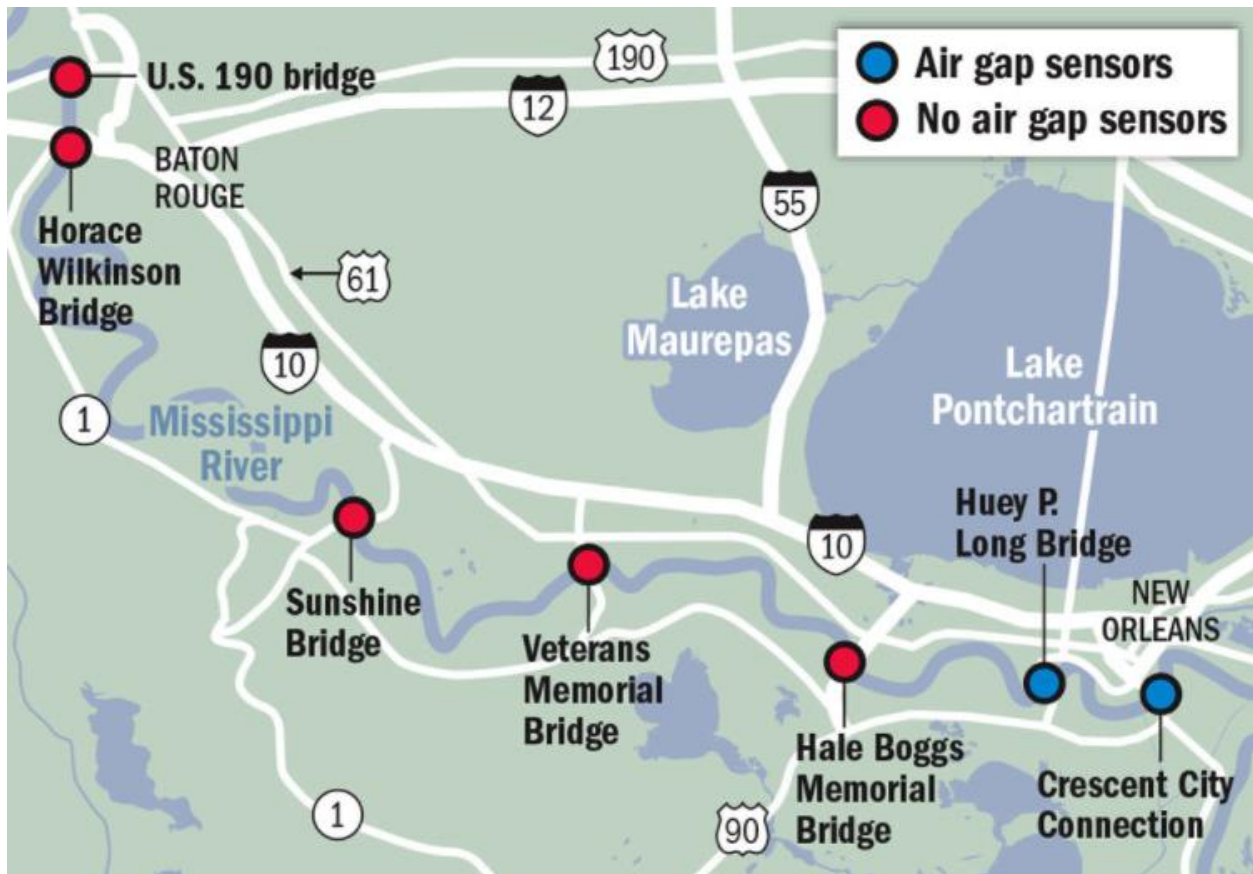 Air gap sensors
No air gap sensors
U.S. 190 bridge
190
12
BATON
ROUGE
55
Horace
Wilkinson
Bridge
61
Lake
Maurepas
10
Lake
Pontchartrain
1
Mississippi
River
Huey P.
Long Bridge
10
Sunshine
Bridge
NEW
ORLEANS
Veterans
Memorial
Bridge
Hale Boggs
Memorial
Bridge
Crescent City
Connection
1
90